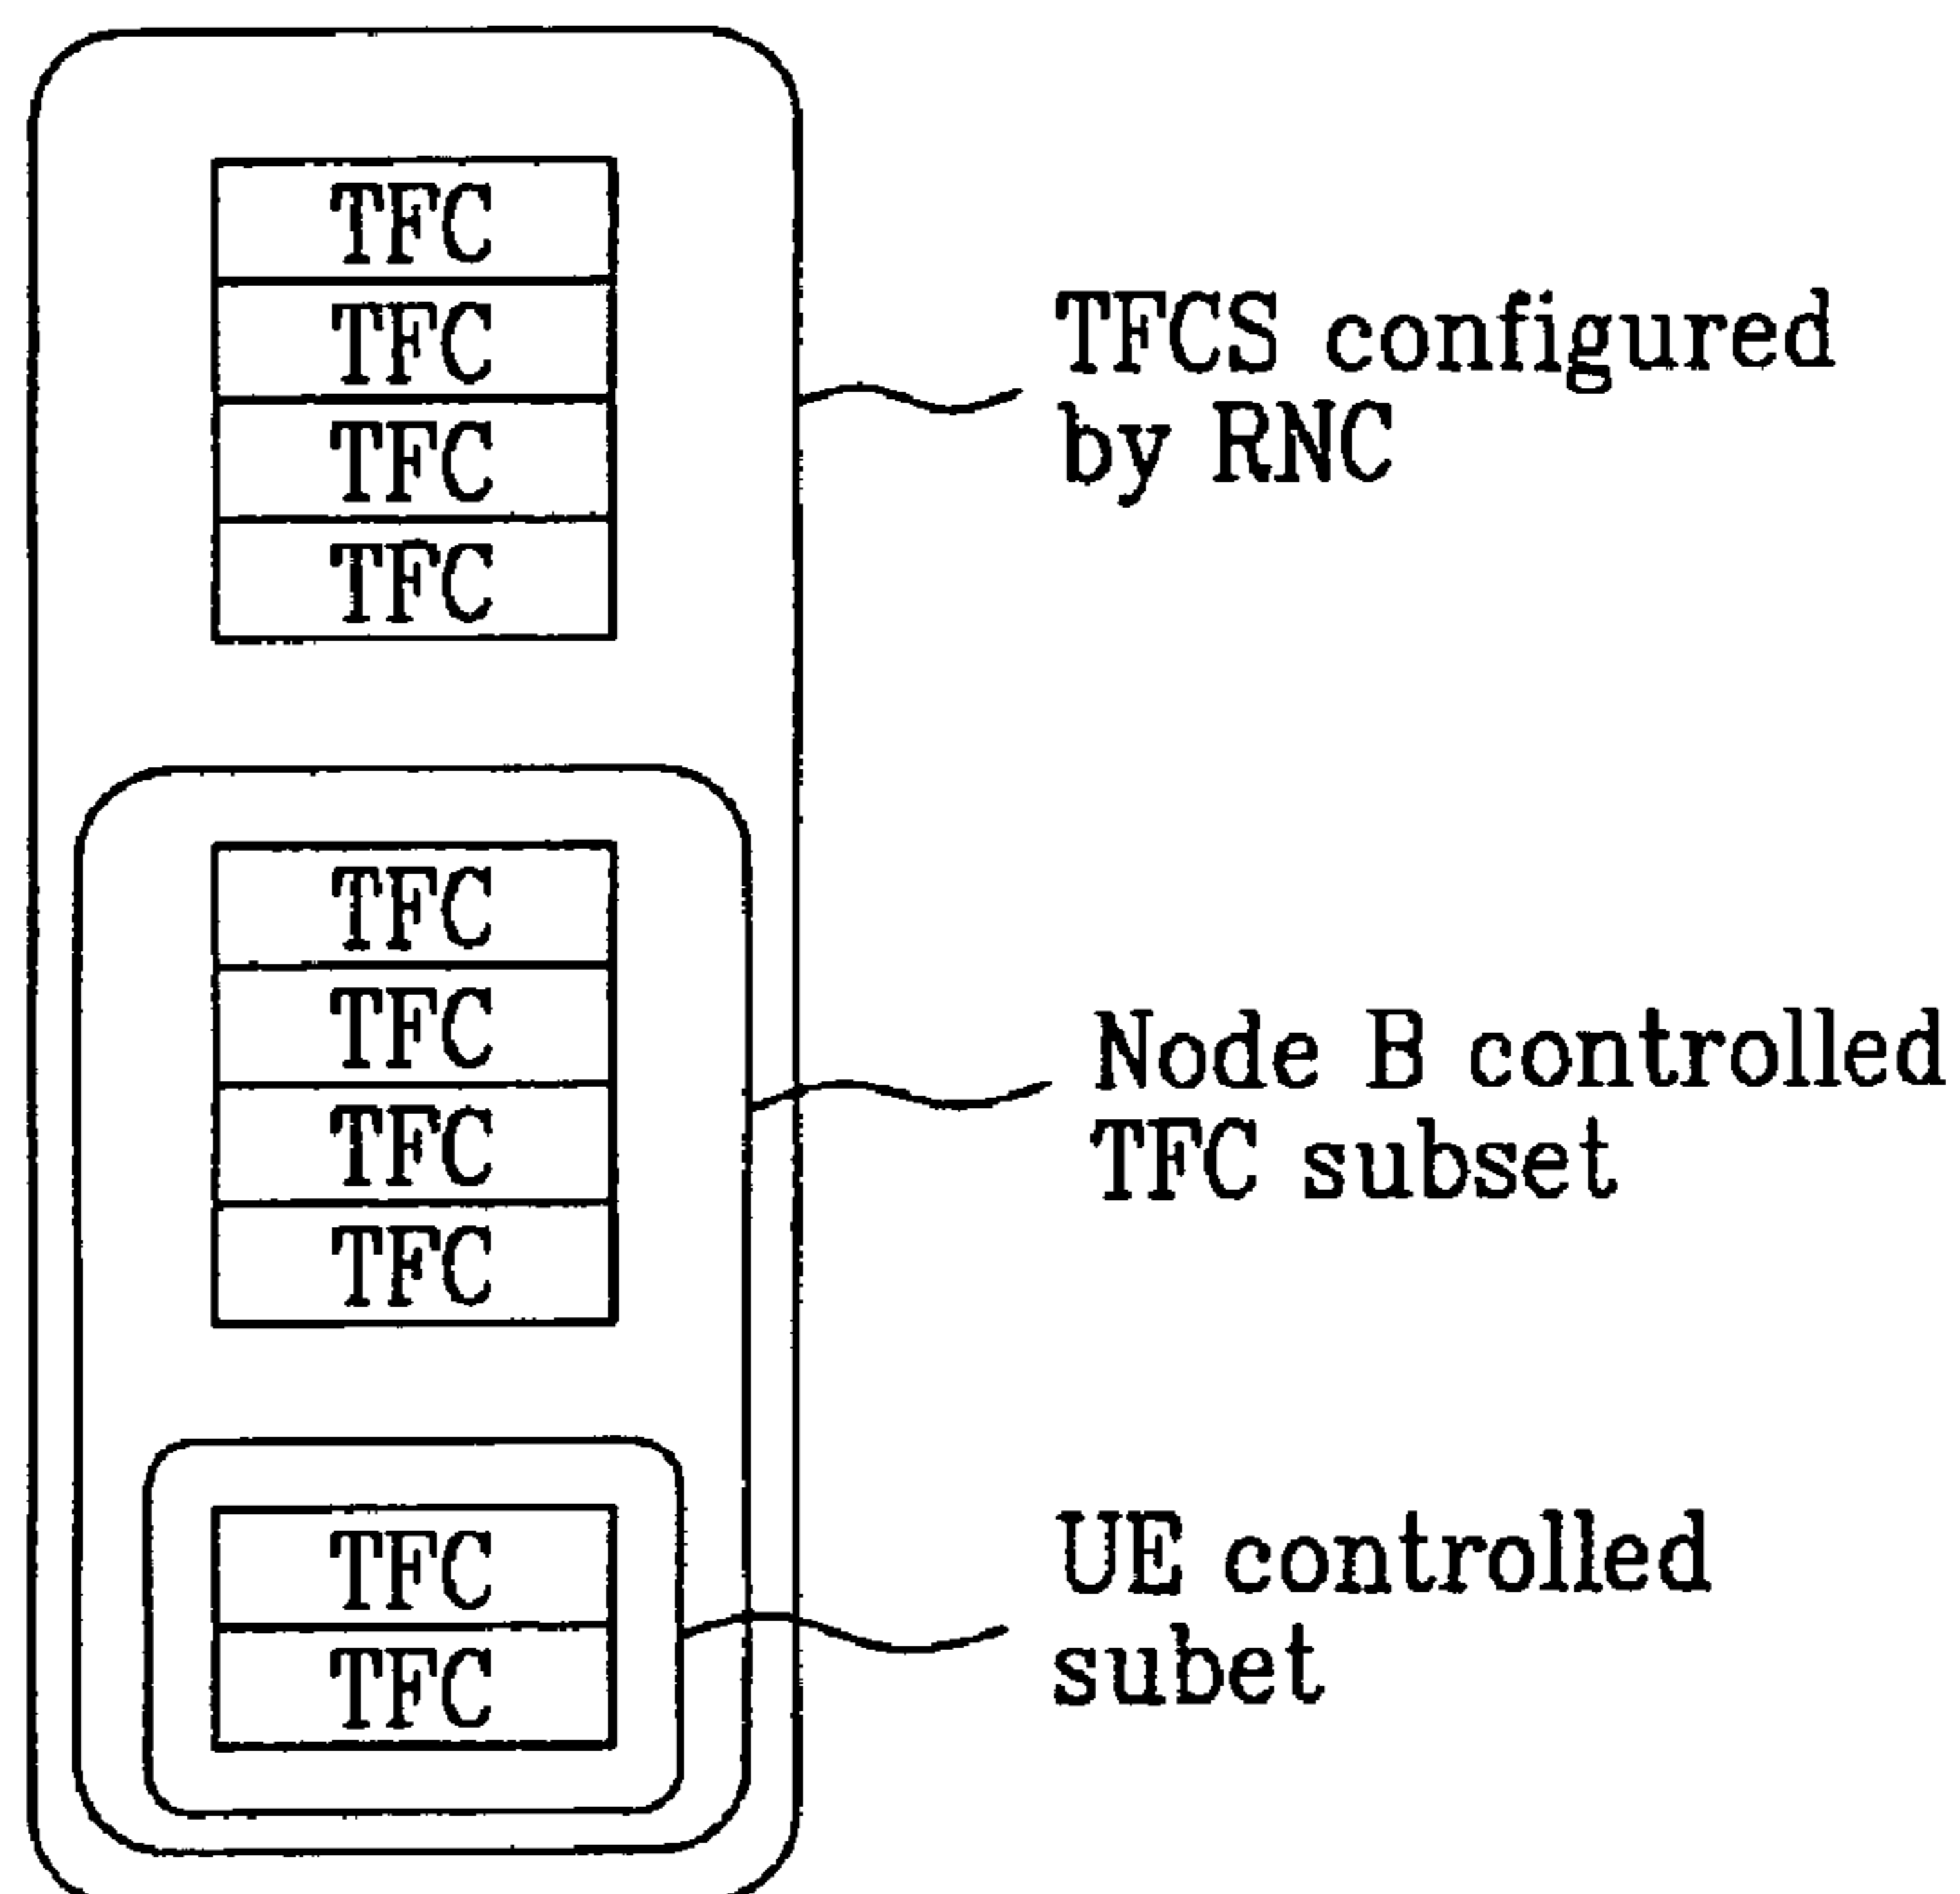 TFC
TFC
TFC
TFC
TFCS configured
by RNC
TFC
TFC
TFC
TFC
Node B controlled
TFC subset
TFC
TFC
UE controlled
subet